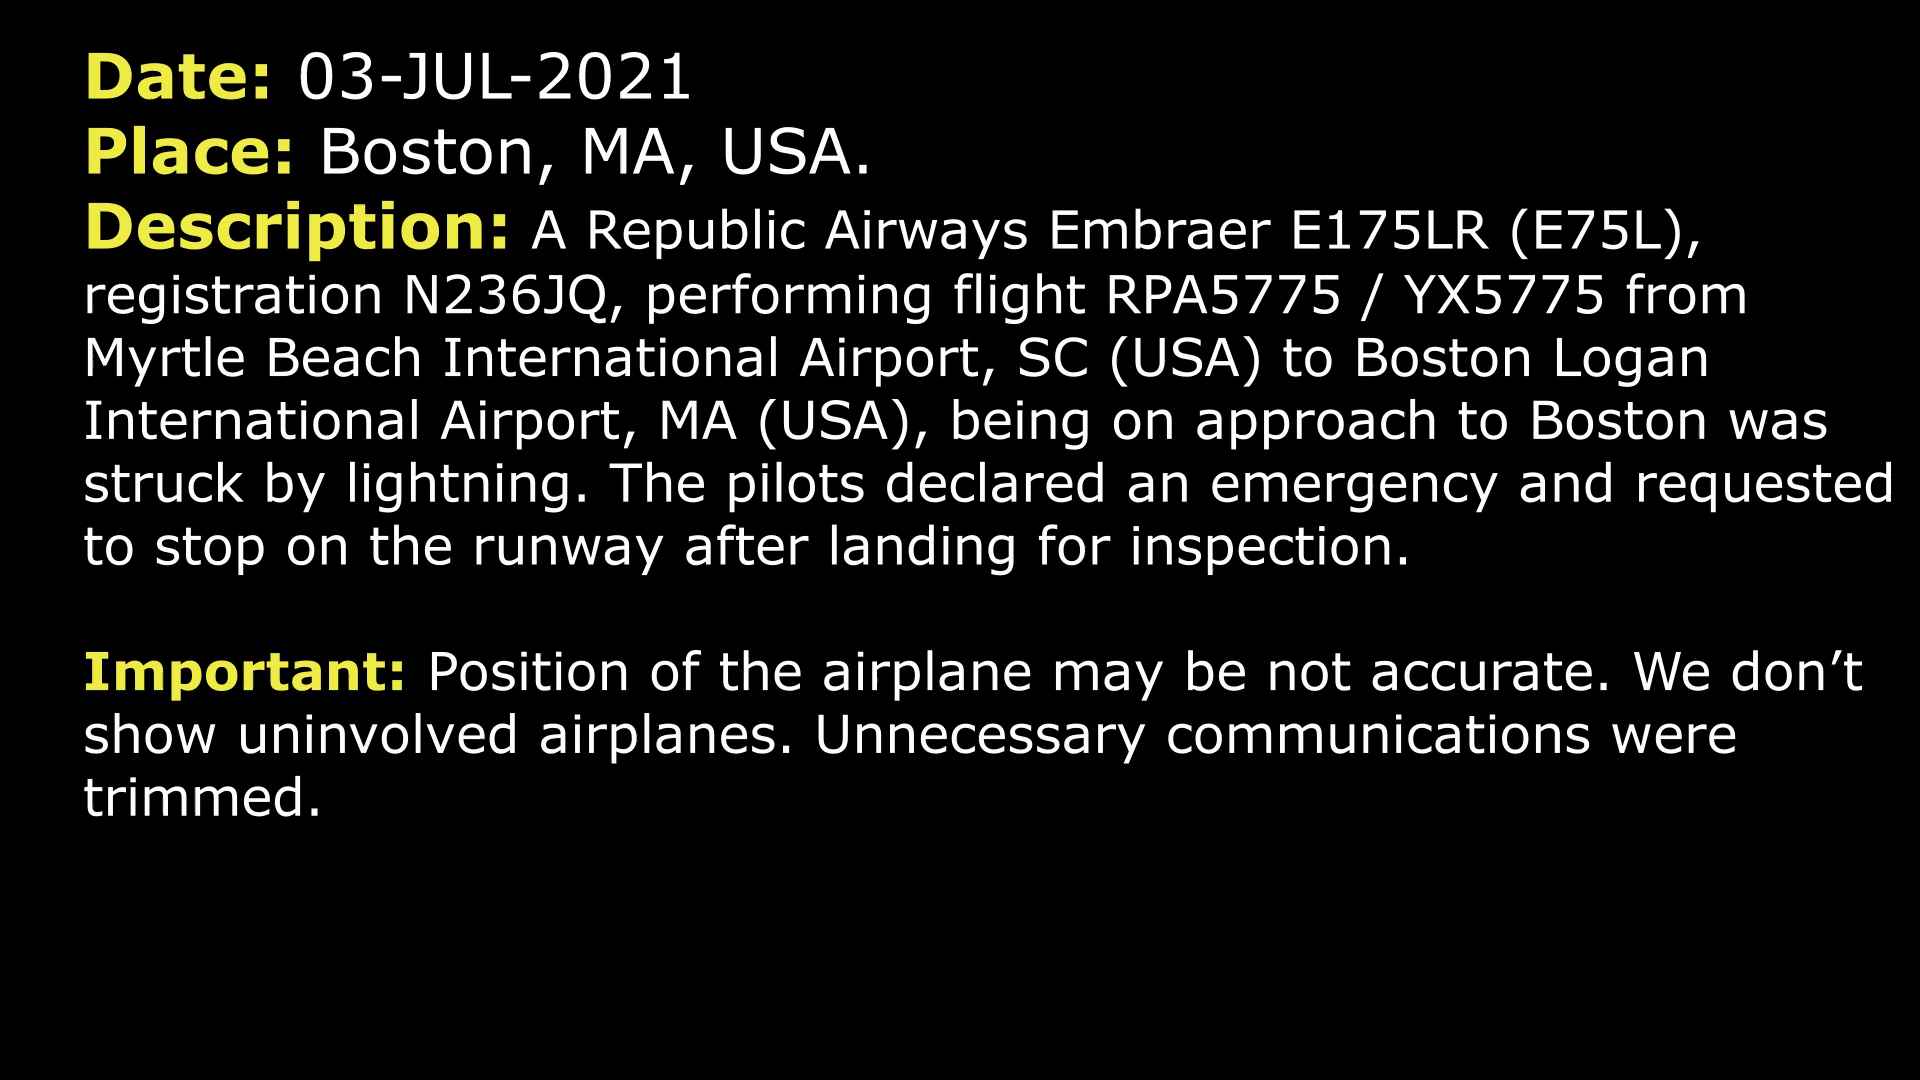 Date: 03-JUL-2021
Place: Boston, MA, USA.
Description: A Republic Airways Embraer E175LR (E75L),
registration N236JQ, performing flight RPA5775 / YX5775 from
Myrtle Beach International Airport, SC (USA) to Boston Logan
International Airport, MA (USA), being on approach to Boston was
struck by lightning. The pilots declared an emergency and requested
to stop on the runway after landing for inspection.
Important: Position of the airplane may be not accurate. We don’t
show uninvolved airplanes. Unnecessary communications were
trimmed.